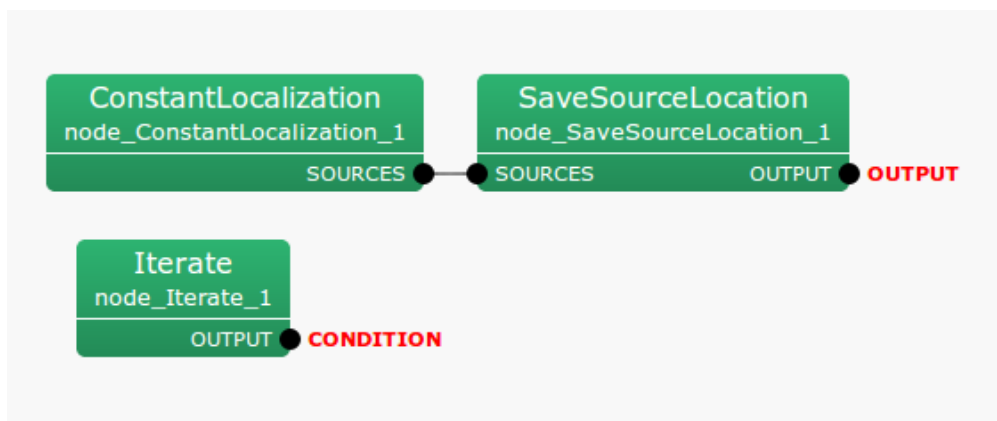 ConstantLocalization
node_ConstantLocalization_1
SOURCES
SaveSourceLocation
node_SaveSourceLocation_1
SOURCES OUTPUT OUTPUT
Iterate
node_Iterate_1
OUTPUT CONDITION